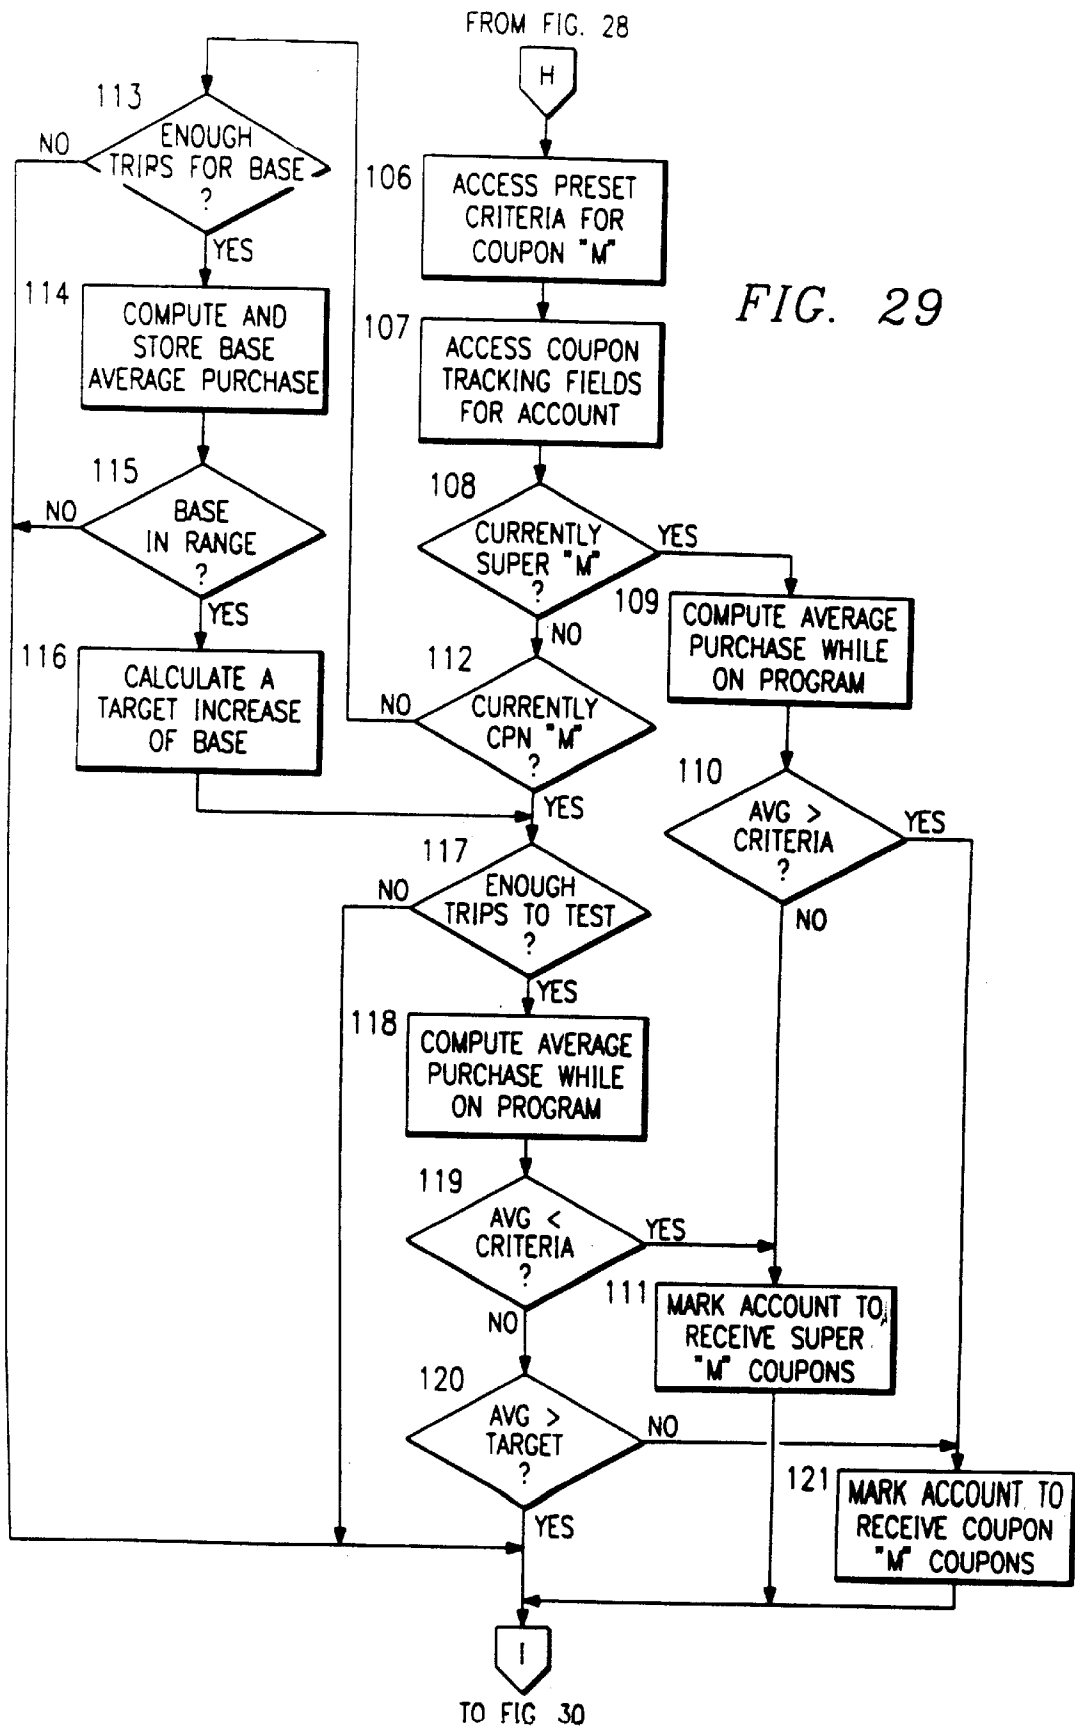 FROM FIG. 28
H
106
ACCESS PRESET
CRITERIA FOR
COUPON "M"
FIG. 29
107
ACCESS COUPON
TRACKING FIELDS
FOR ACCOUNT
108
CURRENTLY
SUPER "M"
?
YES
NO
109
COMPUTE AVERAGE
PURCHASE WHILE
ON PROGRAM
110
AVG >
CRITERIA
?
YES
NO
112
CURRENTLY
CPN "M"
?
NO
YES
113
ENOUGH
TRIPS FOR BASE
?
NO
YES
114
COMPUTE AND
STORE BASE
AVERAGE PURCHASE
115
BASE
IN RANGE
?
NO
YES
116
CALCULATE A
TARGET INCREASE
OF BASE
117
ENOUGH
TRIPS TO TEST
?
NO
YES
118
COMPUTE AVERAGE
PURCHASE WHILE
ON PROGRAM
119
AVG <
CRITERIA
?
YES
NO
111
MARK ACCOUNT TO
RECEIVE SUPER
"M" COUPONS
120
AVG >
TARGET
?
NO
YES
121
MARK ACCOUNT TO
RECEIVE COUPON
"M" COUPONS
I
TO FIG 30